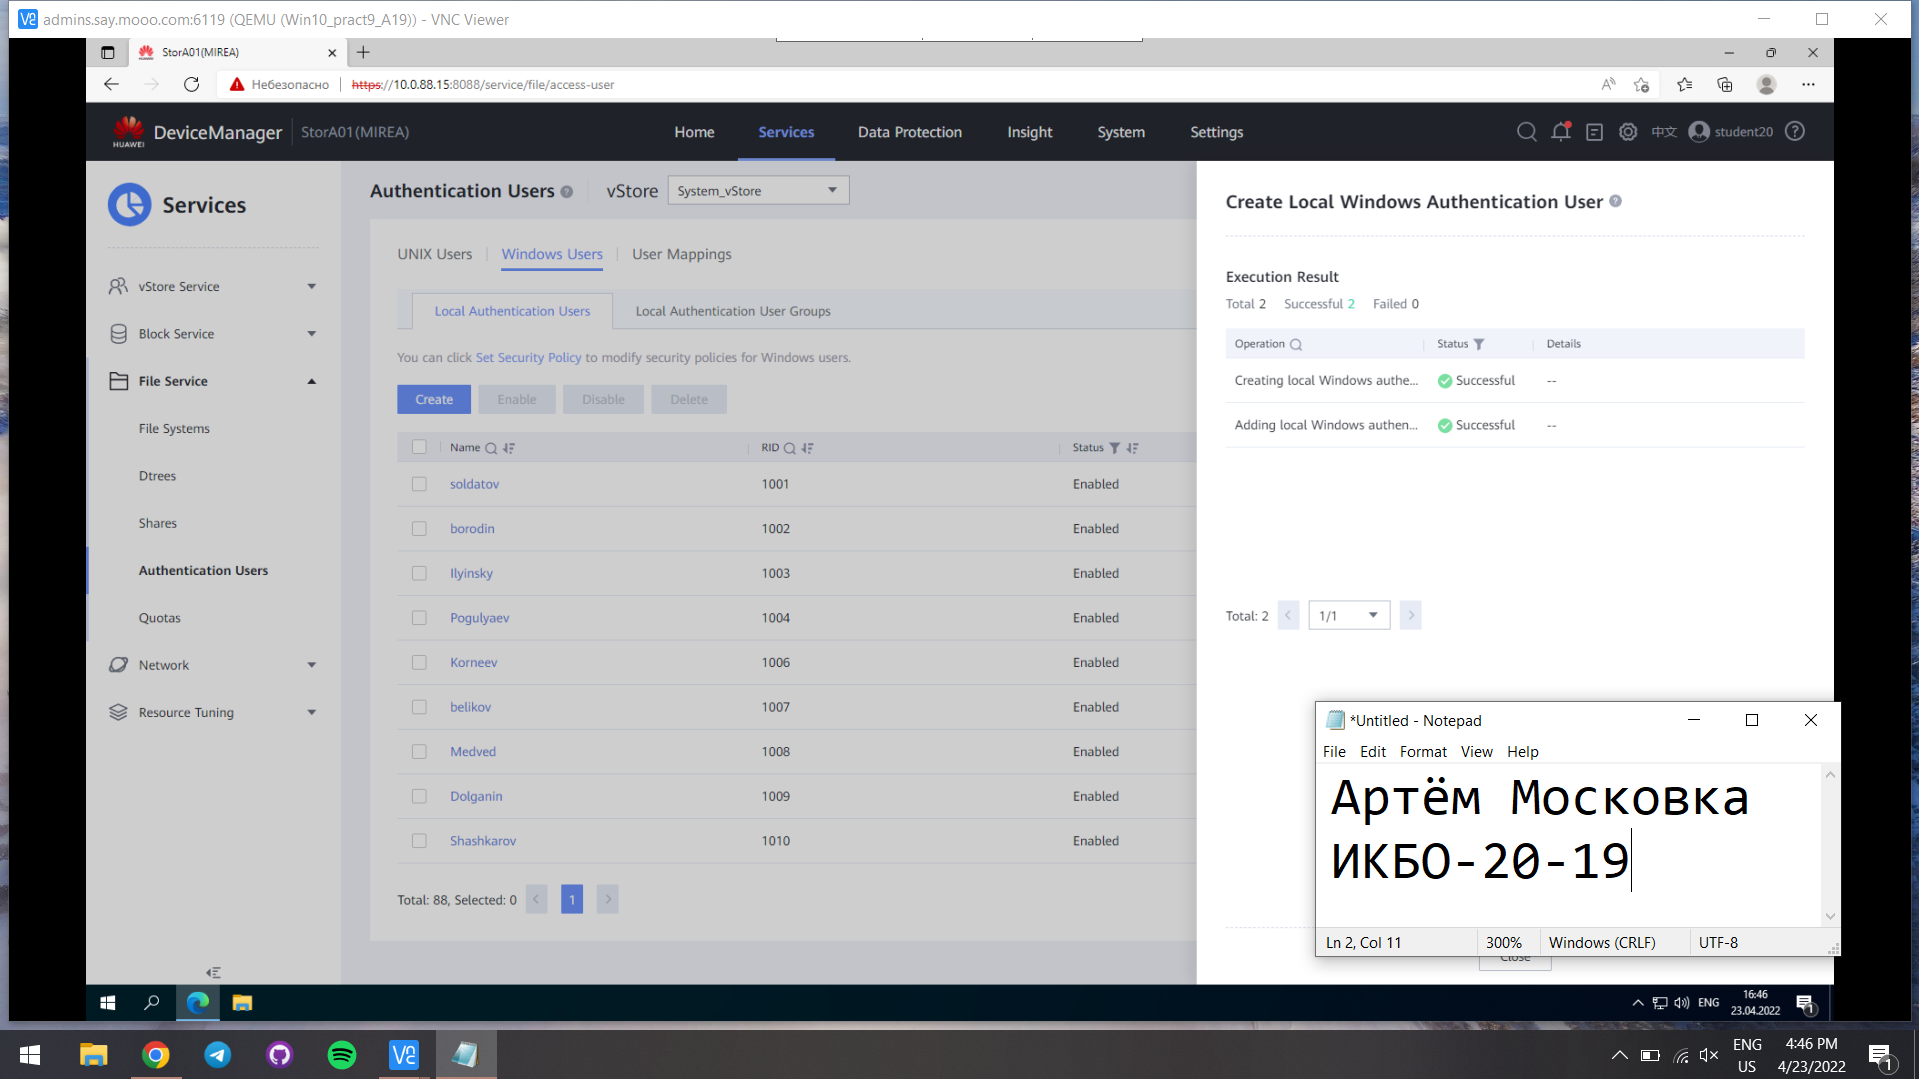 admins.say.mooo.com:6119 (QEMU (Win10_pract9_A19)) - VNC Viewer
StorA01(MIREA)
Небезопасно https://10.0.88.15:8088/service/file/access-user
HUAWEI DeviceManager StorA01(MIREA) Home Services Data Protection Insight System Settings 中文 student20
Services
vStore Service
Block Service
File Service
File Systems
Dtrees
Shares
Authentication Users
Quotas
Network
Resource Tuning
Authentication Users vStore System_vStore
UNIX Users Windows Users User Mappings
Local Authentication Users Local Authentication User Groups
You can click Set Security Policy to modify security policies for Windows users.
Create Enable Disable Delete
Name RID Status
soldatov 1001 Enabled
borodin 1002 Enabled
Ilyinsky 1003 Enabled
Pogulyaev 1004 Enabled
Korneev 1006 Enabled
belikov 1007 Enabled
Medved 1008 Enabled
Dolganin 1009 Enabled
Shashkarov 1010 Enabled
Total: 88, Selected: 0 1
Create Local Windows Authentication User
Execution Result
Total 2 Successful 2 Failed 0
Operation Status Details
Creating local Windows authe... Successful --
Adding local Windows authen... Successful --
Total: 2 1/1
*Untitled - Notepad
File Edit Format View Help
Артём Московка
ИКБО-20-19
Ln 2, Col 11 300% Windows (CRLF) UTF-8
Close
ENG 16:46
23.04.2022 1
ENG 4:46 PM
US 4/23/2022 1